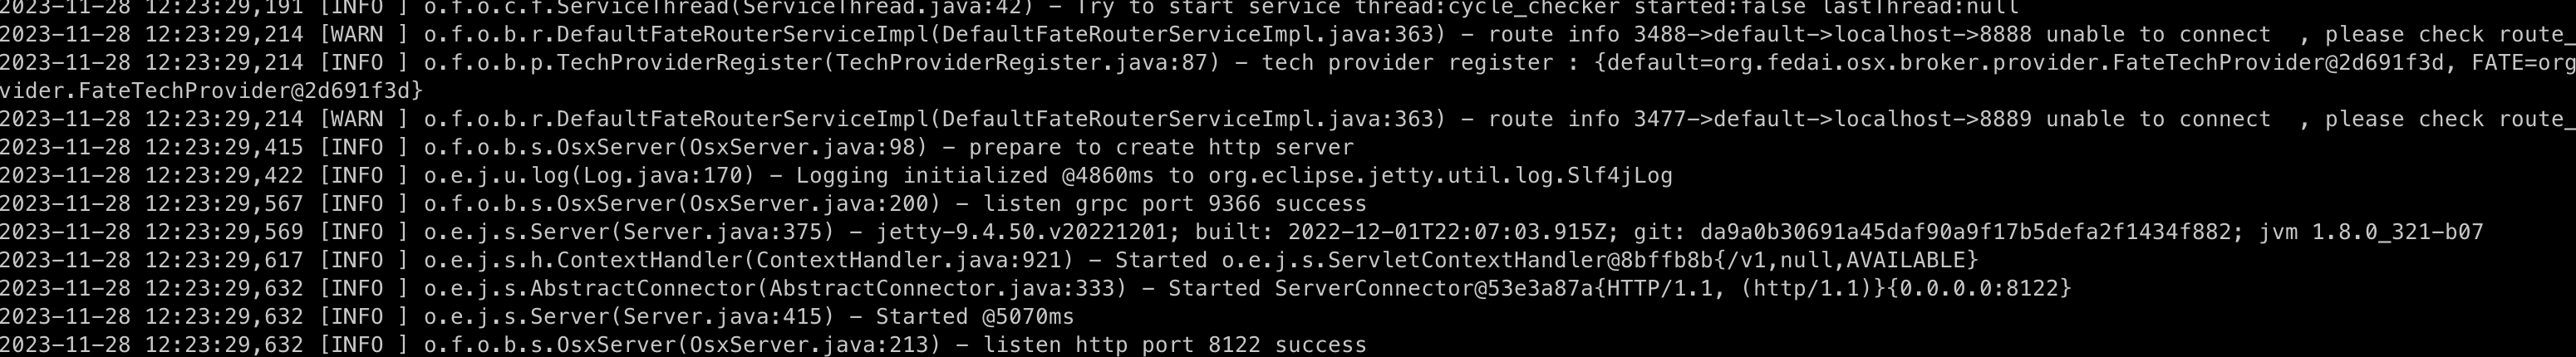 2023-11-28 12:23:29,191 [INFO ] o.f.o.c.f.ServiceThread(ServiceThread.java:42) – Try to start service thread:cycle_checker started:false lastThread:null
2023-11-28 12:23:29,214 [WARN ] o.f.o.b.r.DefaultFateRouterServiceImpl(DefaultFateRouterServiceImpl.java:363) – route info 3488->default->localhost->8888 unable to connect  , please check route_
2023-11-28 12:23:29,214 [INFO ] o.f.o.b.p.TechProviderRegister(TechProviderRegister.java:87) – tech provider register : {default=org.fedai.osx.broker.provider.FateTechProvider@2d691f3d, FATE=org
vider.FateTechProvider@2d691f3d}
2023-11-28 12:23:29,214 [WARN ] o.f.o.b.r.DefaultFateRouterServiceImpl(DefaultFateRouterServiceImpl.java:363) – route info 3477->default->localhost->8889 unable to connect  , please check route_
2023-11-28 12:23:29,415 [INFO ] o.f.o.b.s.OsxServer(OsxServer.java:98) – prepare to create http server
2023-11-28 12:23:29,422 [INFO ] o.e.j.u.log(Log.java:170) – Logging initialized @4860ms to org.eclipse.jetty.util.log.Slf4jLog
2023-11-28 12:23:29,567 [INFO ] o.f.o.b.s.OsxServer(OsxServer.java:200) – listen grpc port 9366 success
2023-11-28 12:23:29,569 [INFO ] o.e.j.s.Server(Server.java:375) – jetty-9.4.50.v20221201; built: 2022-12-01T22:07:03.915Z; git: da9a0b30691a45daf90a9f17b5defa2f1434f882; jvm 1.8.0_321-b07
2023-11-28 12:23:29,617 [INFO ] o.e.j.s.h.ContextHandler(ContextHandler.java:921) – Started o.e.j.s.ServletContextHandler@8bffb8b{/v1,null,AVAILABLE}
2023-11-28 12:23:29,632 [INFO ] o.e.j.s.AbstractConnector(AbstractConnector.java:333) – Started ServerConnector@53e3a87a{HTTP/1.1, (http/1.1)}{0.0.0.0:8122}
2023-11-28 12:23:29,632 [INFO ] o.e.j.s.Server(Server.java:415) – Started @5070ms
2023-11-28 12:23:29,632 [INFO ] o.f.o.b.s.OsxServer(OsxServer.java:213) – listen http port 8122 success